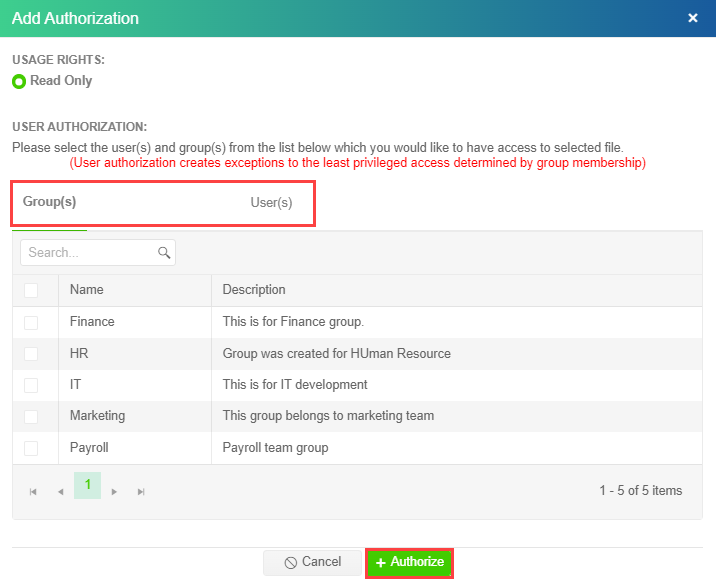 Add Authorization
USAGE RIGHTS:
Read Only
USER AUTHORIZATION:
Please select the user(s) and group(s) from the list below which you would like to have access to selected file.
(User authorization creates exceptions to the least privileged access determined by group membership)
Group(s) User(s)
Search...
Name Description
Finance This is for Finance group.
HR Group was created for HUman Resource
IT This is for IT development
Marketing This group belongs to marketing team
Payroll Payroll team group
1 1 - 5 of 5 items
Cancel + Authorize